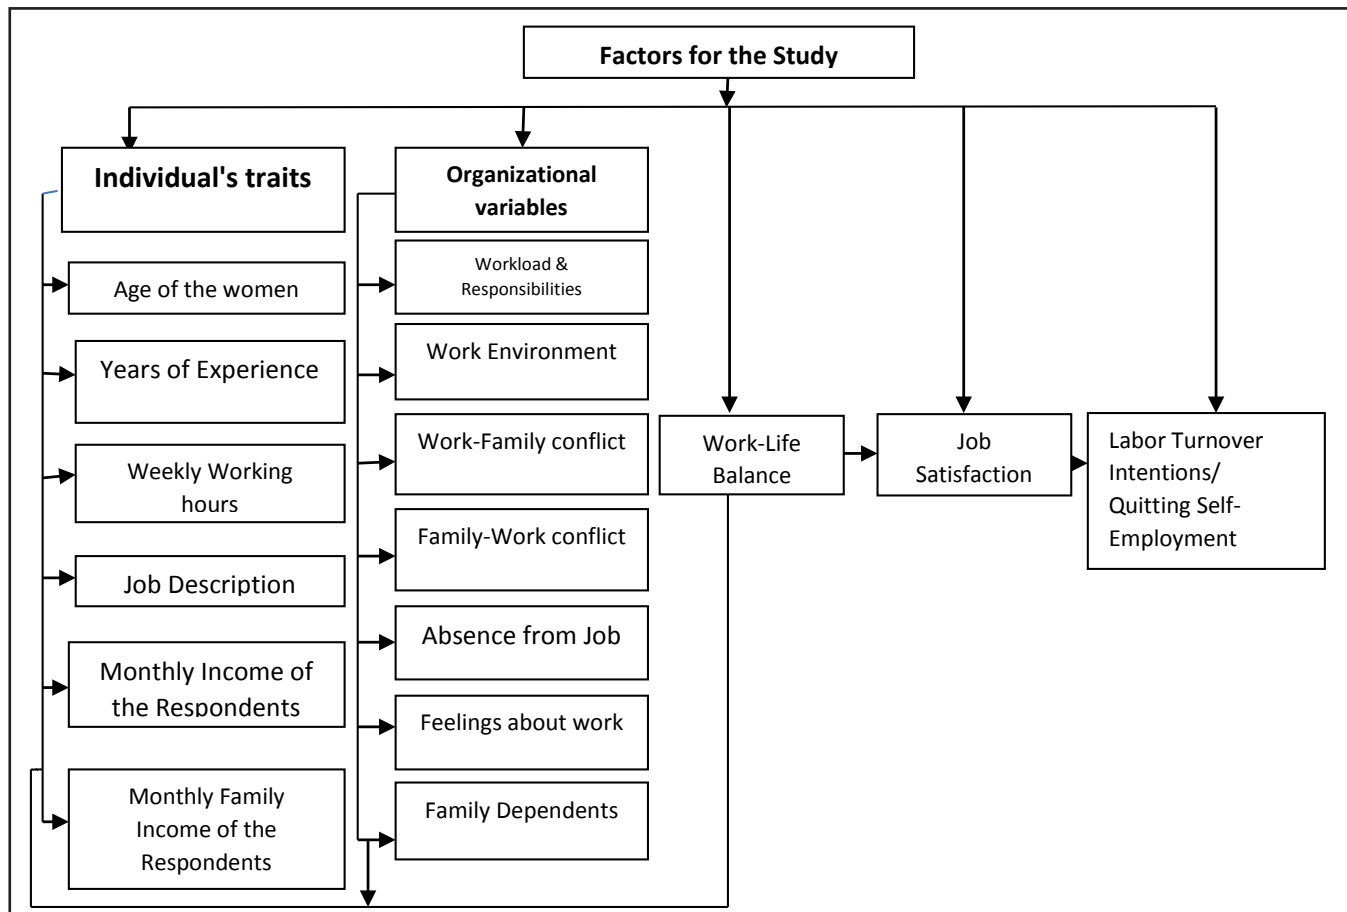 Factors for the Study
Individual's traits
Age of the women
Years of Experience
Weekly Working
hours
Job Description
Monthly Income of
the Respondents
Monthly Family
Income of the
Respondents
Organizational
variables
Workload &
Responsibilities
Work Environment
Work-Family conflict
Family-Work conflict
Absence from Job
Feelings about work
Family Dependents
Work-Life
Balance
Job
Satisfaction
Labor Turnover
Intentions/
Quitting Self-
Employment